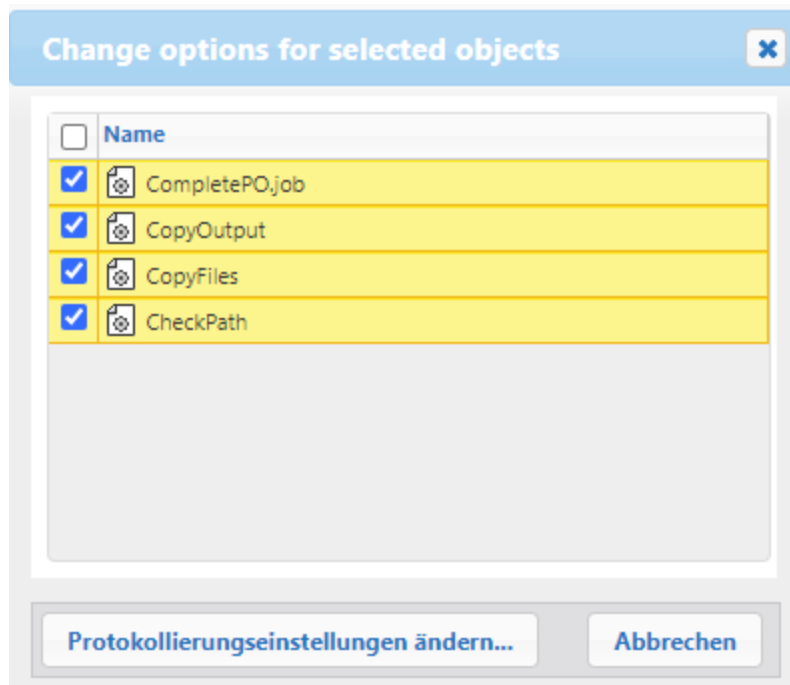 Change options for selected objects
Name
CompletePO.job
CopyOutput
CopyFiles
CheckPath
Protokollierungseinstellungen ändern...
Abbrechen